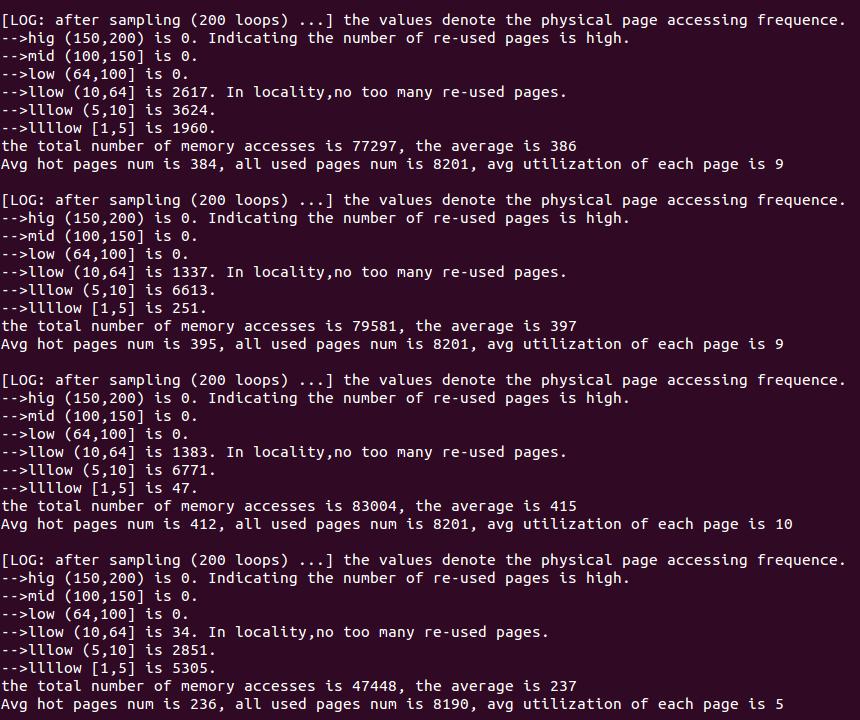 [LOG: after sampling (200 loops) ...] the values denote the physical page accessing frequence.
-->hig (150,200) is 0. Indicating the number of re-used pages is high.
-->mid (100,150] is 0.
-->low (64,100] is 0.
-->llow (10,64] is 2617. In locality,no too many re-used pages.
-->lllow (5,10] is 3624.
-->llllow [1,5] is 1960.
the total number of memory accesses is 77297, the average is 386
Avg hot pages num is 384, all used pages num is 8201, avg utilization of each page is 9
[LOG: after sampling (200 loops) ...] the values denote the physical page accessing frequence.
-->hig (150,200) is 0. Indicating the number of re-used pages is high.
-->mid (100,150] is 0.
-->low (64,100] is 0.
-->llow (10,64] is 1337. In locality,no too many re-used pages.
-->lllow (5,10] is 6613.
-->llllow [1,5] is 251.
the total number of memory accesses is 79581, the average is 397
Avg hot pages num is 395, all used pages num is 8201, avg utilization of each page is 9
[LOG: after sampling (200 loops) ...] the values denote the physical page accessing frequence.
-->hig (150,200) is 0. Indicating the number of re-used pages is high.
-->mid (100,150] is 0.
-->low (64,100] is 0.
-->llow (10,64] is 1383. In locality,no too many re-used pages.
-->lllow (5,10] is 6771.
-->llllow [1,5] is 47.
the total number of memory accesses is 83004, the average is 415
Avg hot pages num is 412, all used pages num is 8201, avg utilization of each page is 10
[LOG: after sampling (200 loops) ...] the values denote the physical page accessing frequence.
-->hig (150,200) is 0. Indicating the number of re-used pages is high.
-->mid (100,150] is 0.
-->low (64,100] is 0.
-->llow (10,64] is 34. In locality,no too many re-used pages.
-->lllow (5,10] is 2851.
-->llllow [1,5] is 5305.
the total number of memory accesses is 47448, the average is 237
Avg hot pages num is 236, all used pages num is 8190, avg utilization of each page is 5